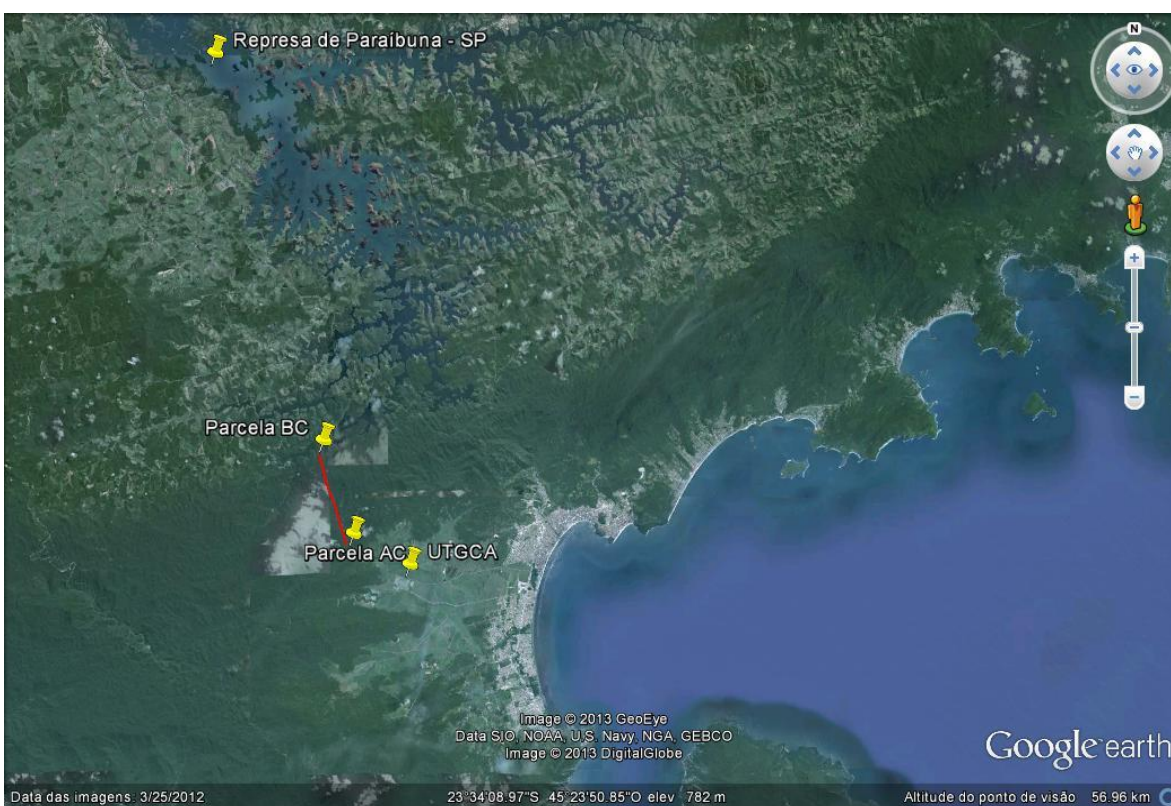 N
Represa de Paraíbuna - SP
Parcela BC
Parcela AC
UTGCA
Image © 2013 GeoEye
Data SIO, NOAA, U.S. Navy, NGA, GEBCO
Image © 2013 DigitalGlobe
Google earth
Data das imagens: 3/25/2012
23°34'08.97"S 45°23'50.85"O elev 782 m
Altitude do ponto de visão 56.96 km